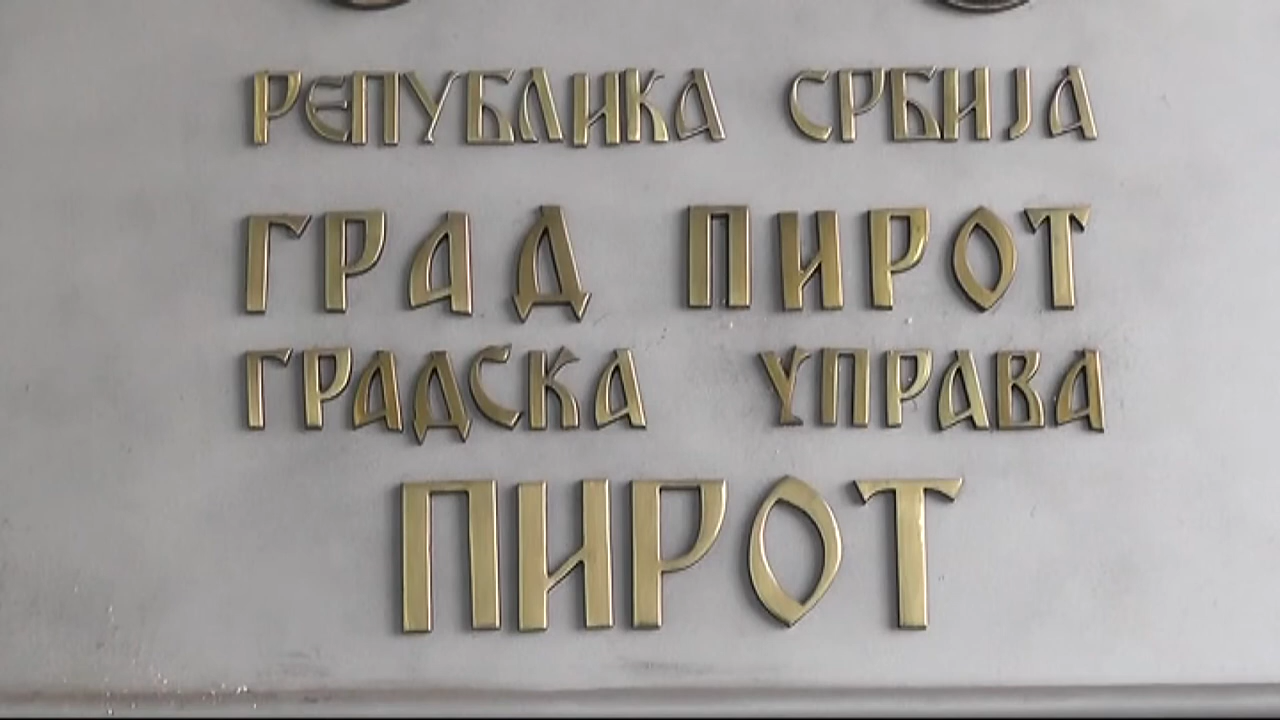 РЕПУБЛИКА СРБИЈА
ГРАД ПИРОТ
ГРАДСКА УПРАВА
ПИРОТ